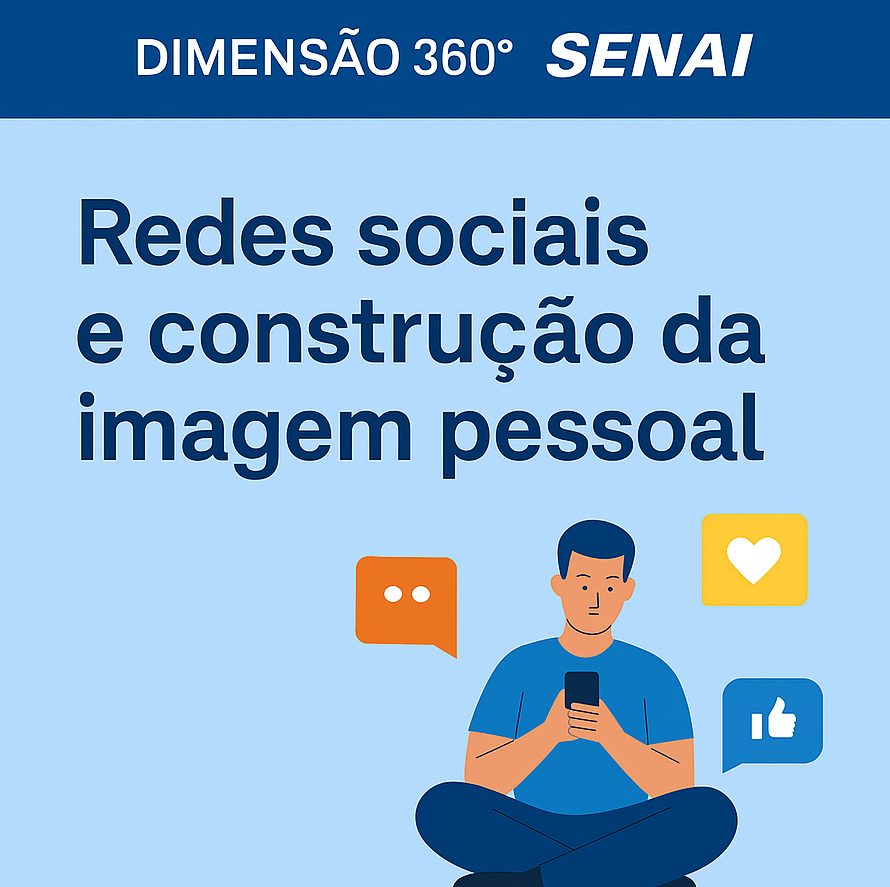 DIMENSÃO 360° SENAI
Redes sociais
e construção da
imagem pessoal